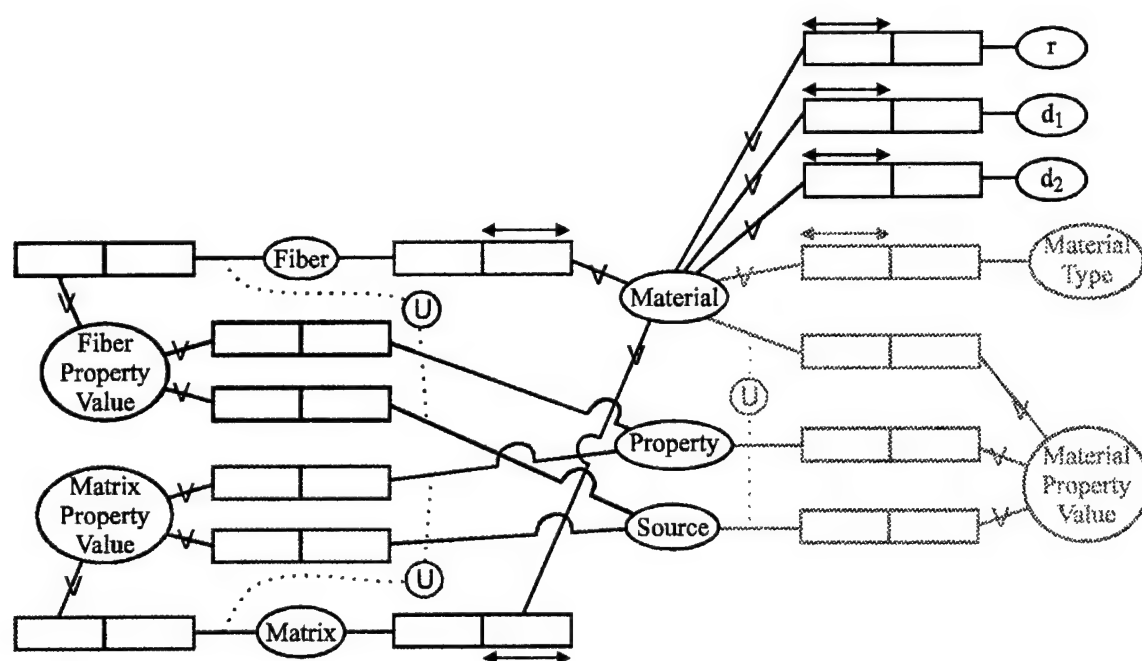 r
d1
d2
Fiber
Material
Material
Type
U
Fiber
Property
Value
U
Property
Material
Property
Value
Matrix
Property
Value
Source
U
Matrix